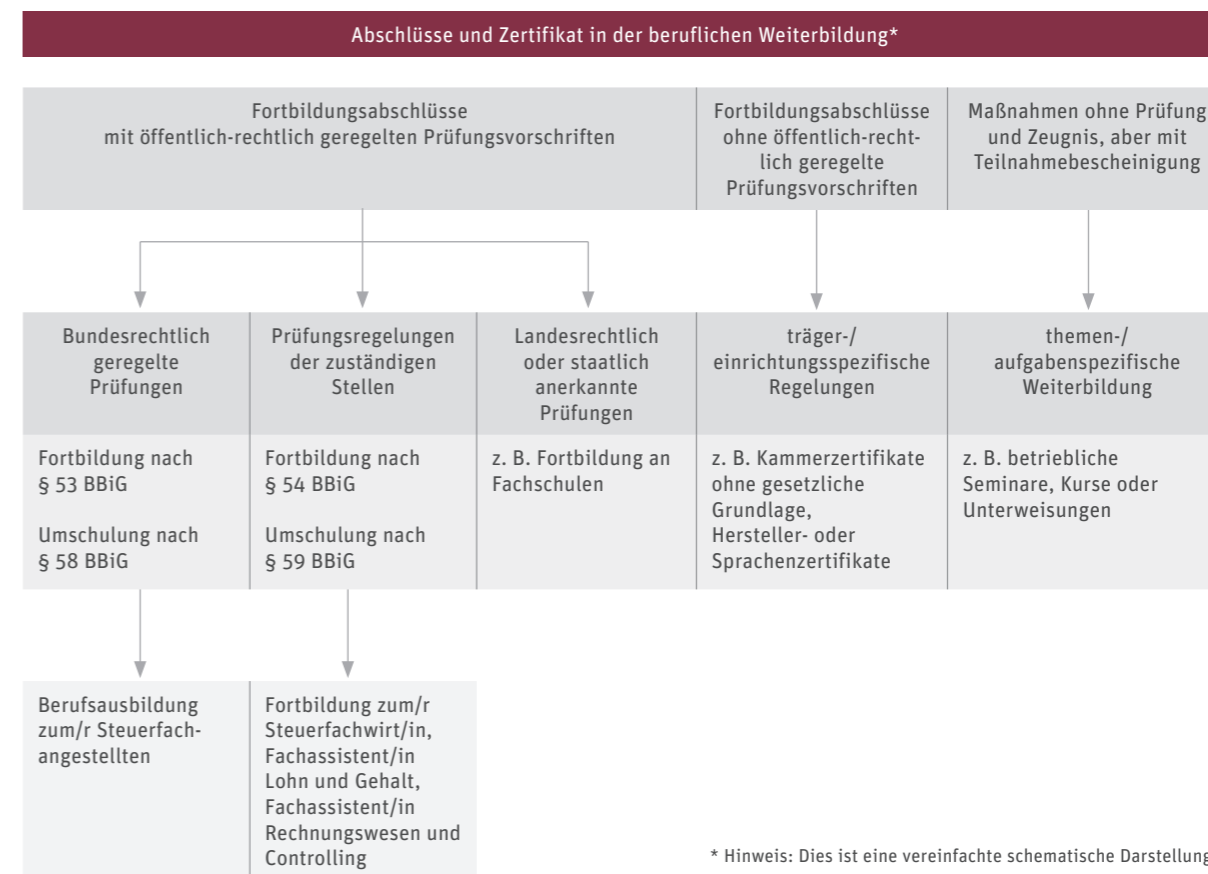 Abschlüsse und Zertifikat in der beruflichen Weiterbildung*
Fortbildungsabschlüsse
mit öffentlich-rechtlich geregelten Prüfungsvorschriften
Fortbildungsabschlüsse
ohne öffentlich-recht-
lich geregelte
Prüfungsvorschriften
Maßnahmen ohne Prüfung
und Zeugnis, aber mit
Teilnahmebescheinigung
Bundesrechtlich
geregelte
Prüfungen
Prüfungsregelungen
der zuständigen
Stellen
Landesrechtlich
oder staatlich
anerkannte
Prüfungen
träger-/
einrichtungsspezifische
Regelungen
themen-/
aufgabenspezifische
Weiterbildung
Fortbildung nach
§ 53 BBiG
Umschulung nach
§ 58 BBiG
Fortbildung nach
§ 54 BBiG
Umschulung nach
§ 59 BBiG
z. B. Fortbildung an
Fachschulen
z. B. Kammerzertifikate
ohne gesetzliche
Grundlage,
Hersteller- oder
Sprachenzertifikate
z. B. betriebliche
Seminare, Kurse oder
Unterweisungen
Berufsausbildung
zum/r Steuerfach-
angestellten
Fortbildung zum/r
Steuerfachwirt/in,
Fachassistent/in
Lohn und Gehalt,
Fachassistent/in
Rechnungswesen und
Controlling
* Hinweis: Dies ist eine vereinfachte schematische Darstellung